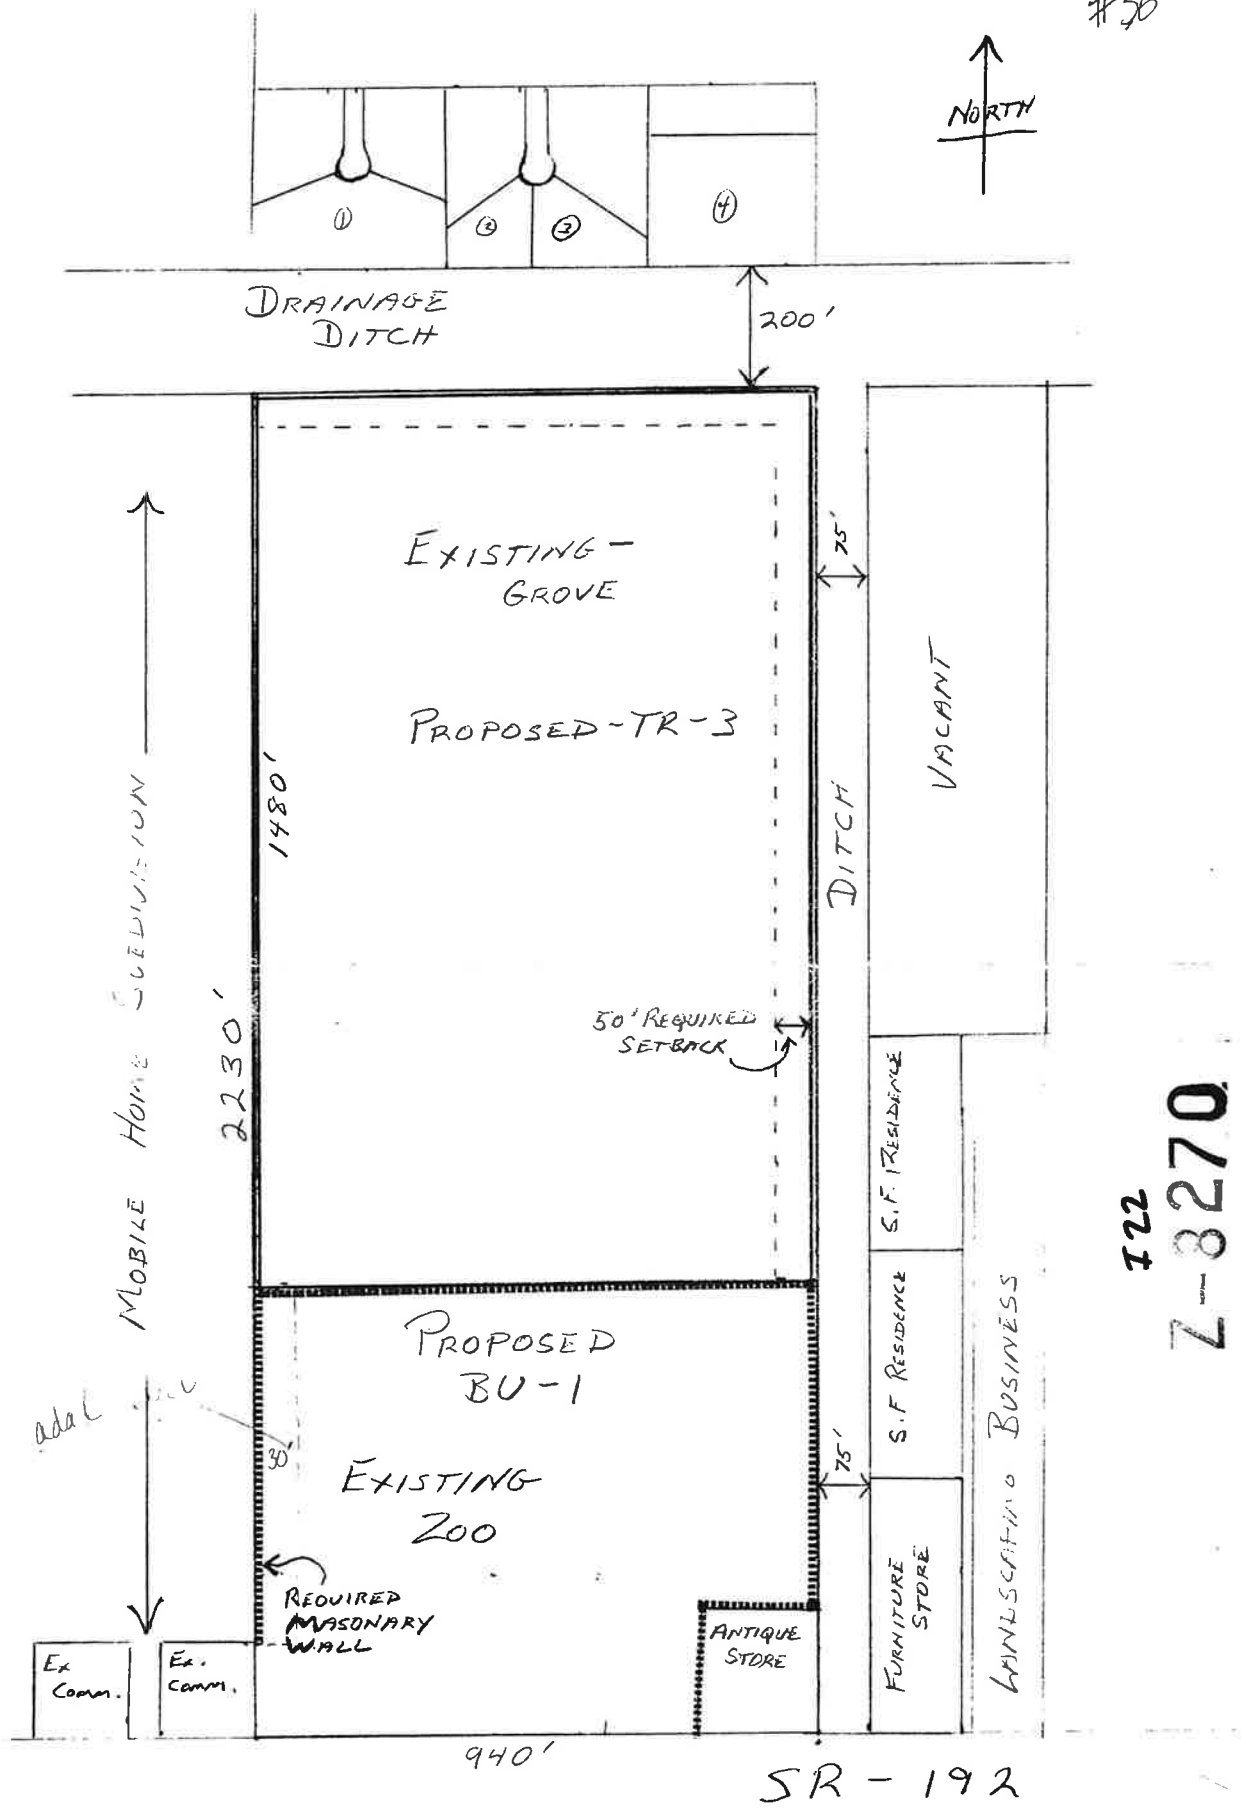 #30
NORTH
①
②
③
④
DRAINAGE
DITCH
200'
EXISTING-
GROVE
75'
PROPOSED-TR-3
VACANT
1480'
DITCH
MOBILE HOME
2230'
50' REQUIRED
SETBACK
S.F. RESIDENCE
I22
Z-8270
PROPOSED
BU-1
S.F RESIDENCE
BUSINESS
30'
EXISTING
ZOO
75'
REQUIRED
MASONARY
WALL
ANTIQUE
STORE
FURNITURE
STORE
Ex
Comm.
Ex.
Comm.
940'
SR-192